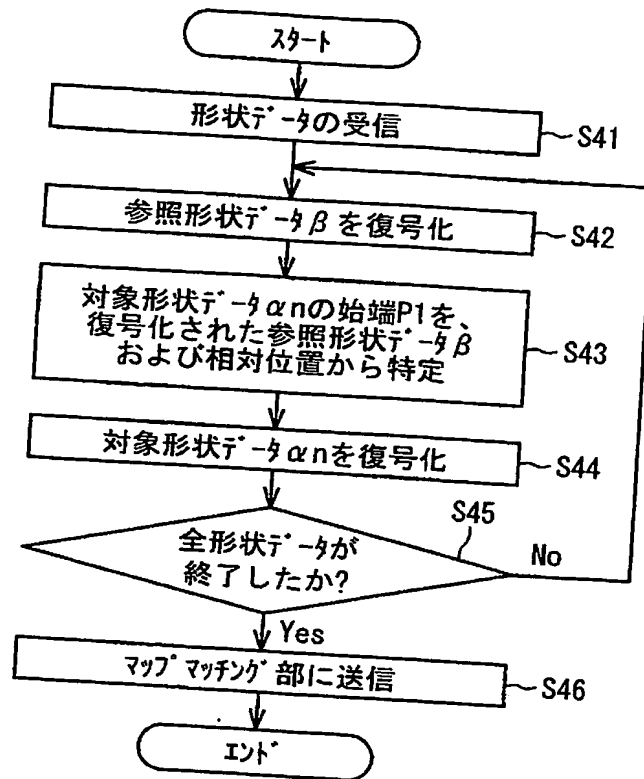 スタート
形状ﾃﾞｰﾀの受信
S41
参照形状ﾃﾞｰﾀβを復号化
S42
対象形状ﾃﾞｰﾀαnの始端P1を、
復号化された参照形状ﾃﾞｰﾀβ
および相対位置から特定
S43
対象形状ﾃﾞｰﾀαnを復号化
S44
S45
全形状ﾃﾞｰﾀが
終了したか?
No
Yes
ﾏｯﾌﾟﾏｯﾁﾝｸﾞ部に送信
S46
ｴﾝﾄﾞ